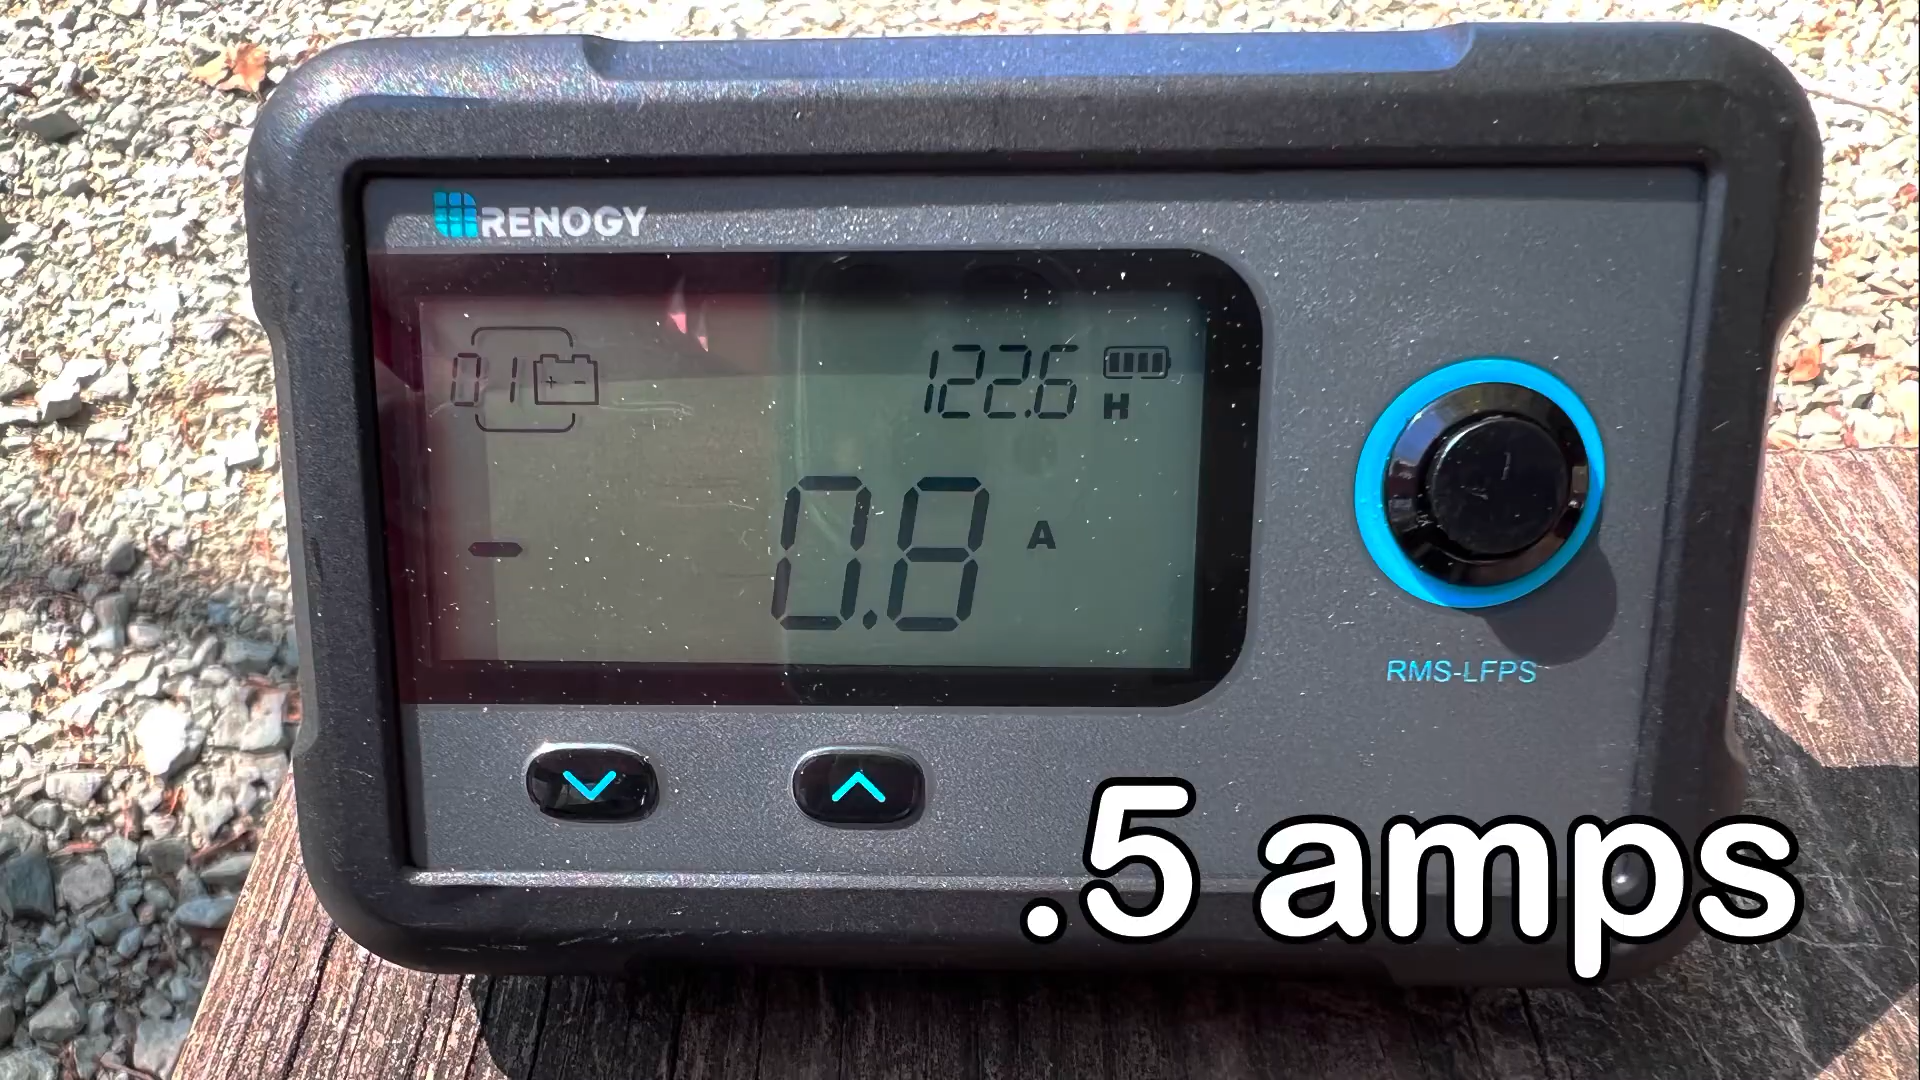 RENOGY
01 + -
122.6 H
- 0.8 A
RMS-LFPS
.5 amps